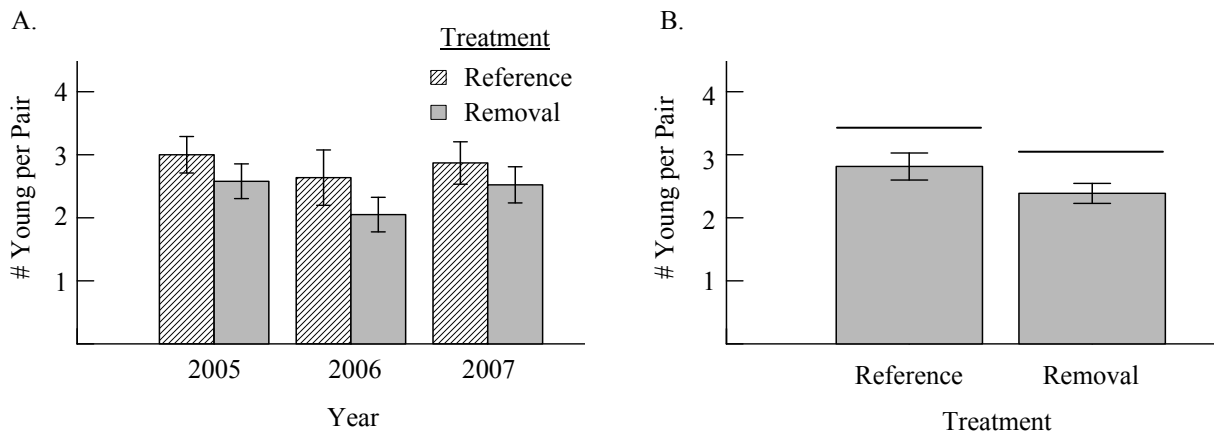 A.
Treatment
Reference
Removal
# Young per Pair
4
3
2
1
2005 2006 2007
Year
B.
# Young per Pair
4
3
2
1
Reference Removal
Treatment